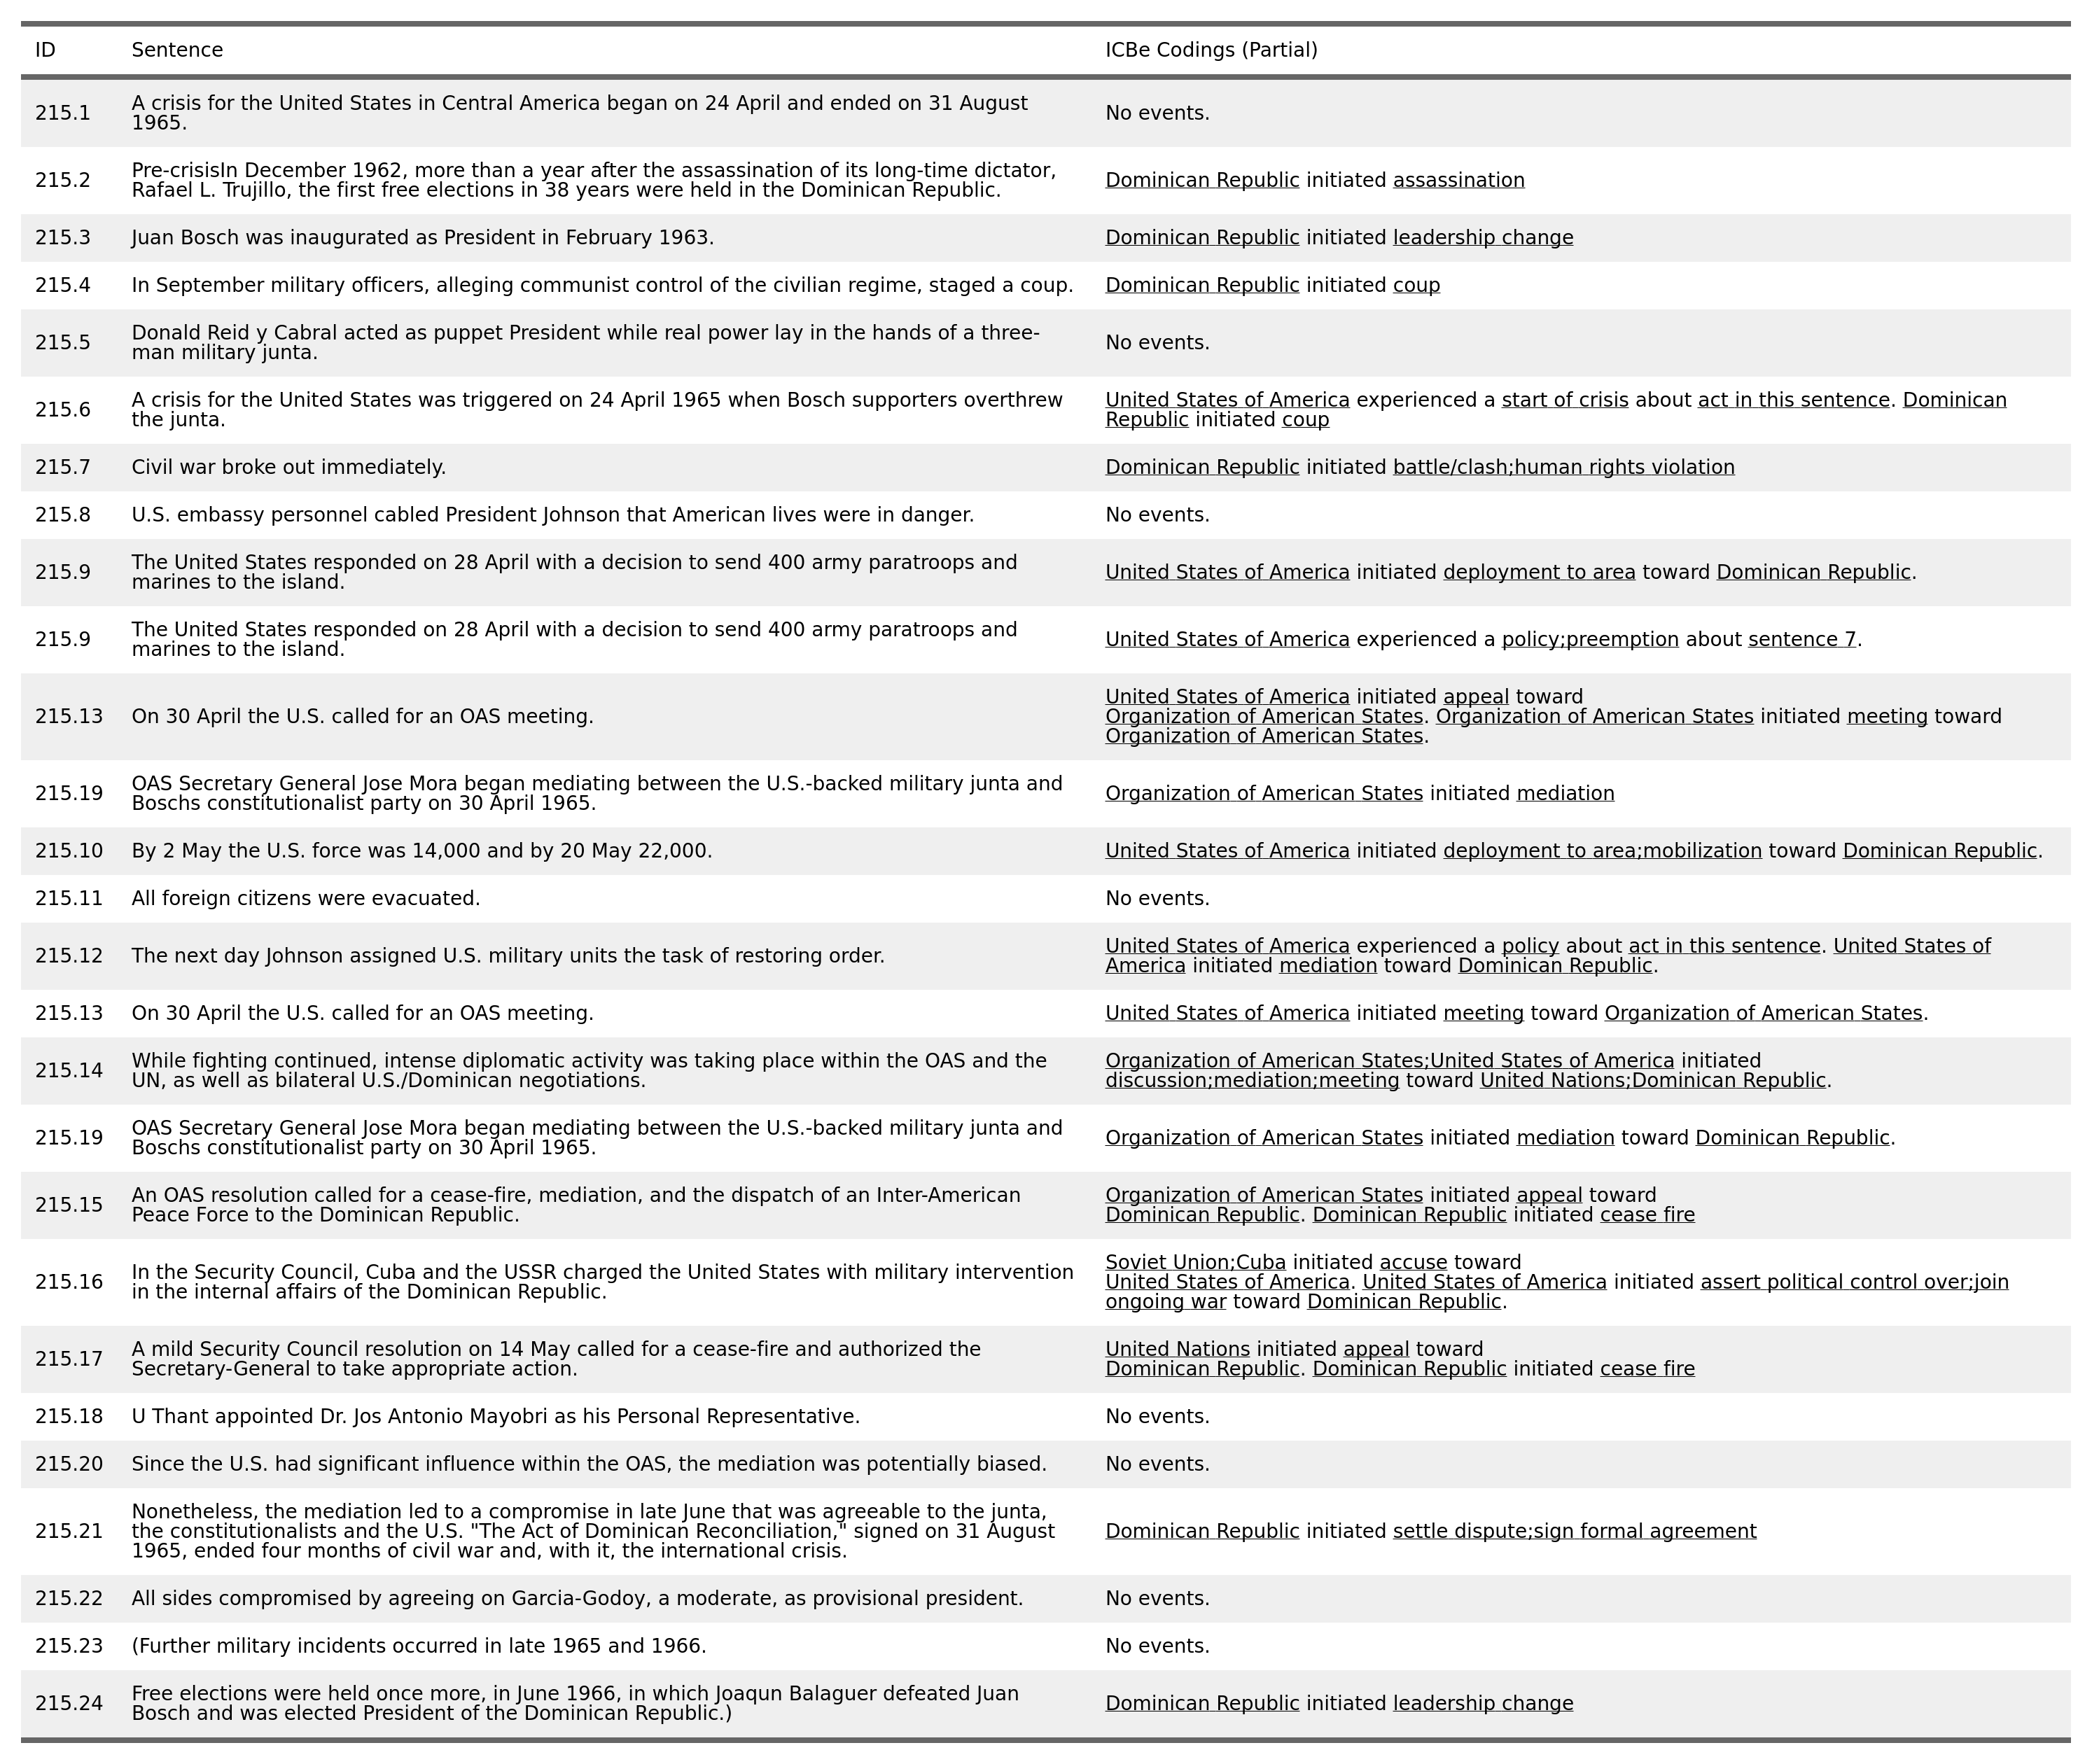 ID Sentence ICBe Codings (Partial)
215.1 A crisis for the United States in Central America began on 24 April and ended on 31 August
1965. No events.
215.2 Pre-crisisIn December 1962, more than a year after the assassination of its long-time dictator,
Rafael L. Trujillo, the first free elections in 38 years were held in the Dominican Republic. Dominican Republic initiated assassination
215.3 Juan Bosch was inaugurated as President in February 1963. Dominican Republic initiated leadership change
215.4 In September military officers, alleging communist control of the civilian regime, staged a coup. Dominican Republic initiated coup
215.5 Donald Reid y Cabral acted as puppet President while real power lay in the hands of a three-
man military junta. No events.
215.6 A crisis for the United States was triggered on 24 April 1965 when Bosch supporters overthrew
the junta. United States of America experienced a start of crisis about act in this sentence. Dominican
Republic initiated coup
215.7 Civil war broke out immediately. Dominican Republic initiated battle/clash;human rights violation
215.8 U.S. embassy personnel cabled President Johnson that American lives were in danger. No events.
215.9 The United States responded on 28 April with a decision to send 400 army paratroops and
marines to the island. United States of America initiated deployment to area toward Dominican Republic.
215.9 The United States responded on 28 April with a decision to send 400 army paratroops and
marines to the island. United States of America experienced a policy;preemption about sentence 7.
215.13 On 30 April the U.S. called for an OAS meeting. United States of America initiated appeal toward
Organization of American States. Organization of American States initiated meeting toward
Organization of American States.
215.19 OAS Secretary General Jose Mora began mediating between the U.S.-backed military junta and
Boschs constitutionalist party on 30 April 1965. Organization of American States initiated mediation
215.10 By 2 May the U.S. force was 14,000 and by 20 May 22,000. United States of America initiated deployment to area;mobilization toward Dominican Republic.
215.11 All foreign citizens were evacuated. No events.
215.12 The next day Johnson assigned U.S. military units the task of restoring order. United States of America experienced a policy about act in this sentence. United States of
America initiated mediation toward Dominican Republic.
215.13 On 30 April the U.S. called for an OAS meeting. United States of America initiated meeting toward Organization of American States.
215.14 While fighting continued, intense diplomatic activity was taking place within the OAS and the
UN, as well as bilateral U.S./Dominican negotiations. Organization of American States;United States of America initiated
discussion;mediation;meeting toward United Nations;Dominican Republic.
215.19 OAS Secretary General Jose Mora began mediating between the U.S.-backed military junta and
Boschs constitutionalist party on 30 April 1965. Organization of American States initiated mediation toward Dominican Republic.
215.15 An OAS resolution called for a cease-fire, mediation, and the dispatch of an Inter-American
Peace Force to the Dominican Republic. Organization of American States initiated appeal toward
Dominican Republic. Dominican Republic initiated cease fire
215.16 In the Security Council, Cuba and the USSR charged the United States with military intervention
in the internal affairs of the Dominican Republic. Soviet Union;Cuba initiated accuse toward
United States of America. United States of America initiated assert political control over;join
ongoing war toward Dominican Republic.
215.17 A mild Security Council resolution on 14 May called for a cease-fire and authorized the
Secretary-General to take appropriate action. United Nations initiated appeal toward
Dominican Republic. Dominican Republic initiated cease fire
215.18 U Thant appointed Dr. Jos Antonio Mayobri as his Personal Representative. No events.
215.20 Since the U.S. had significant influence within the OAS, the mediation was potentially biased. No events.
215.21 Nonetheless, the mediation led to a compromise in late June that was agreeable to the junta,
the constitutionalists and the U.S. "The Act of Dominican Reconciliation," signed on 31 August
1965, ended four months of civil war and, with it, the international crisis. Dominican Republic initiated settle dispute;sign formal agreement
215.22 All sides compromised by agreeing on Garcia-Godoy, a moderate, as provisional president. No events.
215.23 (Further military incidents occurred in late 1965 and 1966. No events.
215.24 Free elections were held once more, in June 1966, in which Joaqun Balaguer defeated Juan
Bosch and was elected President of the Dominican Republic.) Dominican Republic initiated leadership change